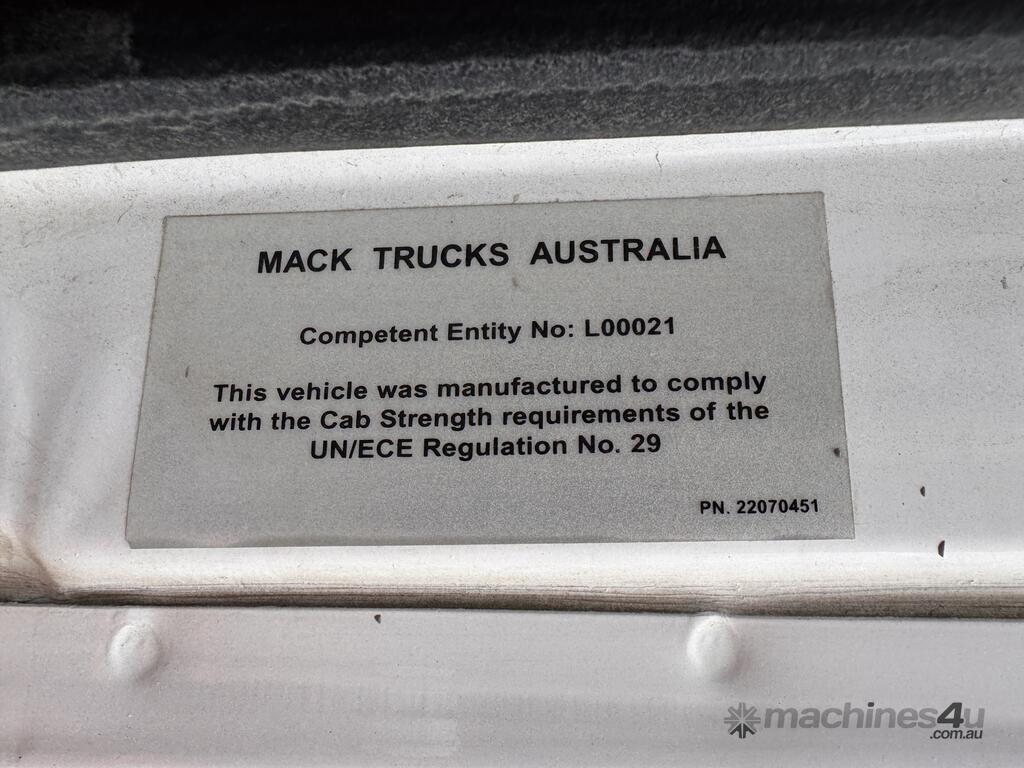 MACK TRUCKS AUSTRALIA
Competent Entity No: L00021
This vehicle was manufactured to comply
with the Cab Strength requirements of the
UN/ECE Regulation No. 29
PN. 22070451
machines4u
.com.au